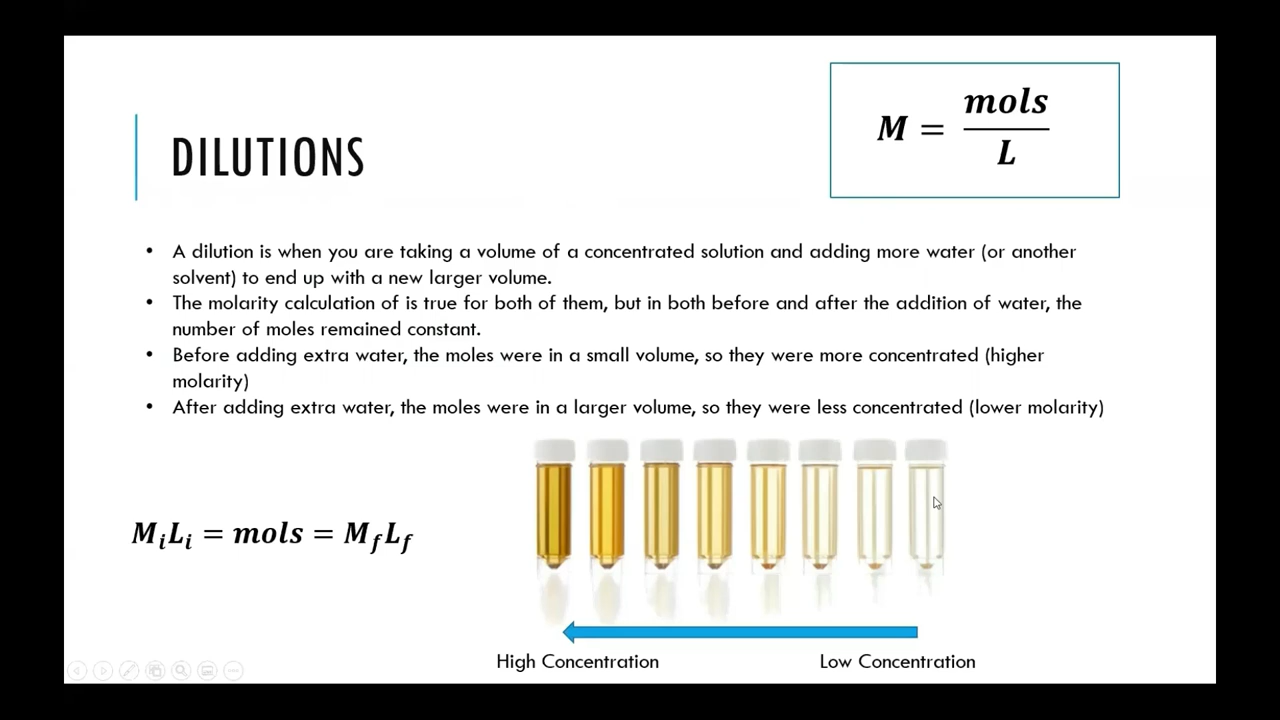 DILUTIONS
M = mols / L
• A dilution is when you are taking a volume of a concentrated solution and adding more water (or another
solvent) to end up with a new larger volume.
• The molarity calculation of is true for both of them, but in both before and after the addition of water, the
number of moles remained constant.
• Before adding extra water, the moles were in a small volume, so they were more concentrated (higher
molarity)
• After adding extra water, the moles were in a larger volume, so they were less concentrated (lower molarity)
MᵢLᵢ = mols = M_fL_f
High Concentration
Low Concentration